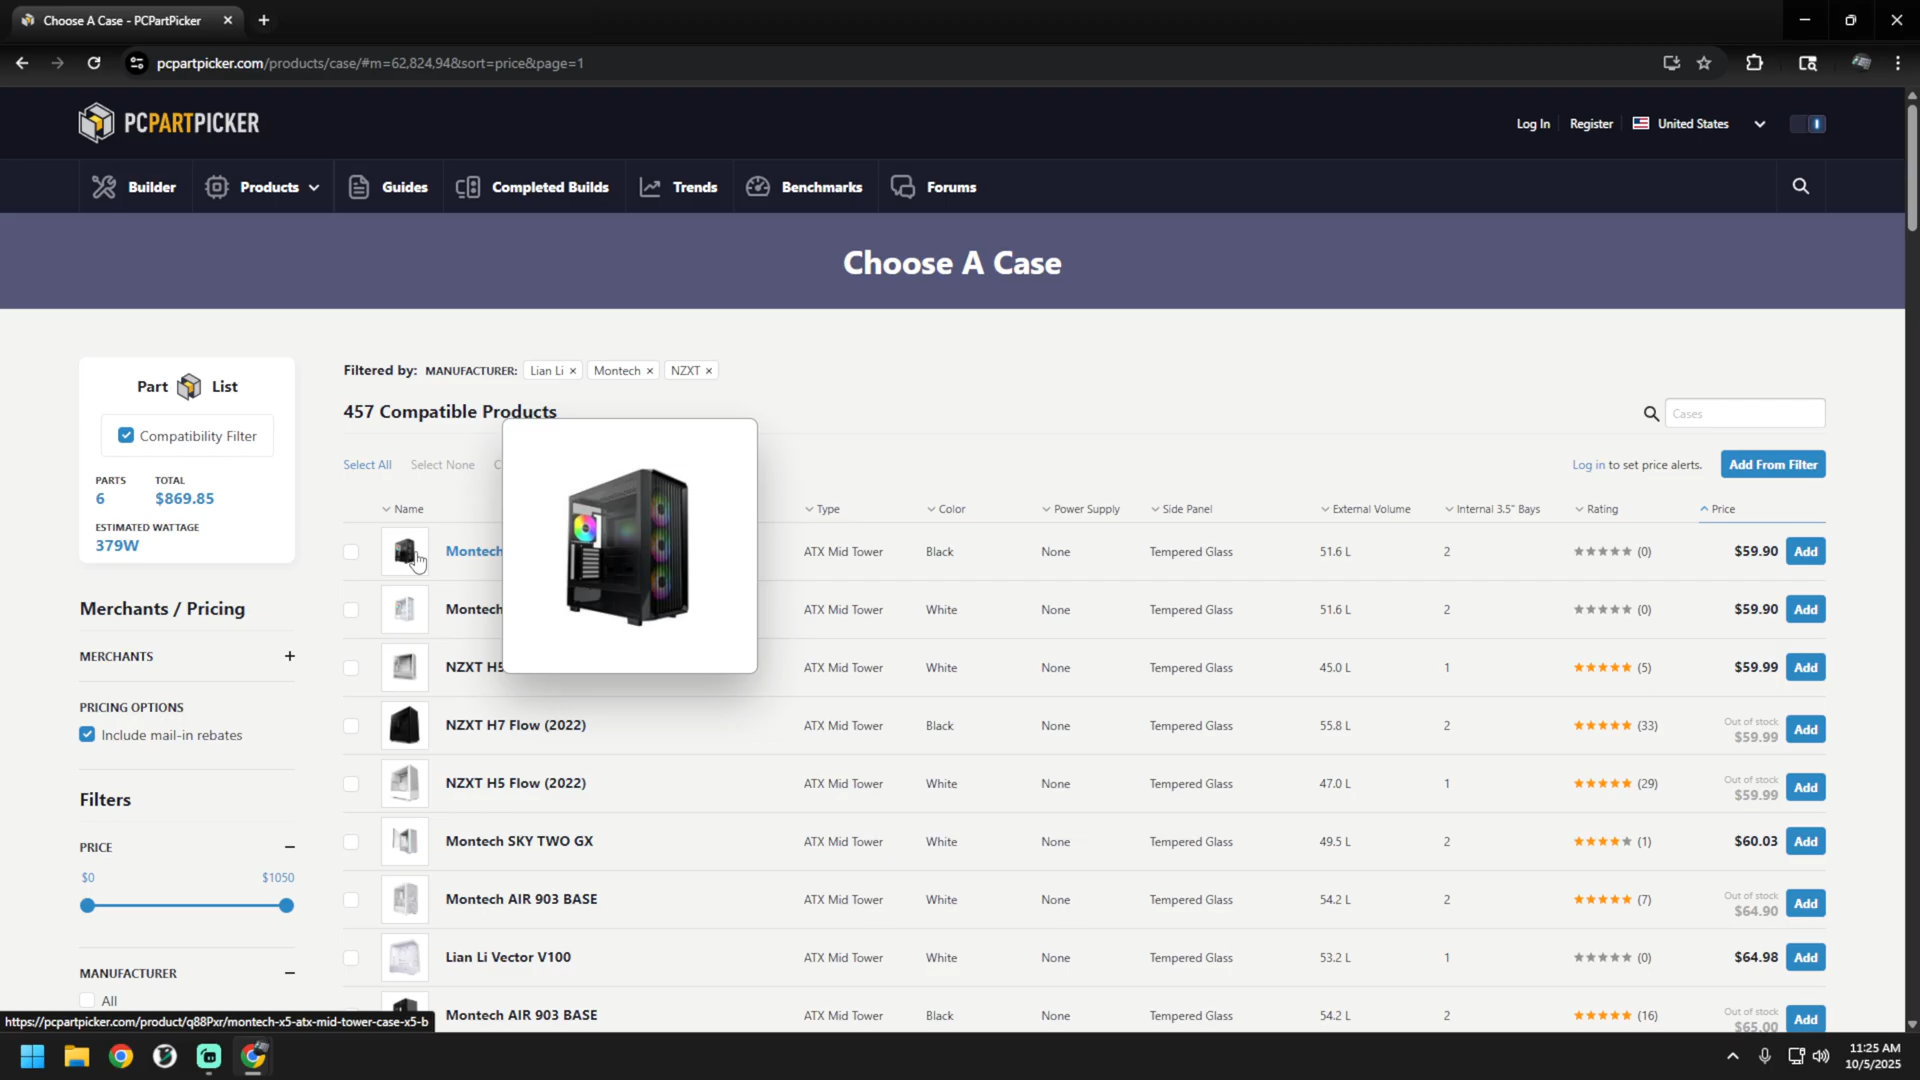 Choose A Case - PCPartPicker
pcpartpicker.com/products/case/#m=62,824,94&sort=price&page=1
PCPARTPICKER
Log In
Register
United States
Builder
Products
Guides
Completed Builds
Trends
Benchmarks
Forums
Choose A Case
Part List
Compatibility Filter
PARTS TOTAL
6 $869.85
ESTIMATED WATTAGE
379W
Merchants / Pricing
MERCHANTS
PRICING OPTIONS
Include mail-in rebates
Filters
PRICE
$0 $1050
MANUFACTURER
All
Filtered by: MANUFACTURER: Lian Li × Montech × NZXT ×
457 Compatible Products
Cases
Select All Select None C
Log in to set price alerts. Add From Filter
Name Type Color Power Supply Side Panel External Volume Internal 3.5" Bays Rating Price
Montech ATX Mid Tower Black None Tempered Glass 51.6 L 2 (0) $59.90 Add
Montech ATX Mid Tower White None Tempered Glass 51.6 L 2 (0) $59.90 Add
NZXT H5 ATX Mid Tower White None Tempered Glass 45.0 L 1 (5) $59.99 Add
NZXT H7 Flow (2022) ATX Mid Tower Black None Tempered Glass 55.8 L 2 (33) Out of stock $59.99 Add
NZXT H5 Flow (2022) ATX Mid Tower White None Tempered Glass 47.0 L 1 (29) Out of stock $59.99 Add
Montech SKY TWO GX ATX Mid Tower White None Tempered Glass 49.5 L 2 (1) $60.03 Add
Montech AIR 903 BASE ATX Mid Tower White None Tempered Glass 54.2 L 2 (7) Out of stock $64.90 Add
Lian Li Vector V100 ATX Mid Tower White None Tempered Glass 53.2 L 1 (0) $64.98 Add
Montech AIR 903 BASE ATX Mid Tower Black None Tempered Glass 54.2 L 2 (16) Out of stock $65.00 Add
https://pcpartpicker.com/product/q88Pxr/montech-x5-atx-mid-tower-case-x5-b
11:25 AM
10/5/2025